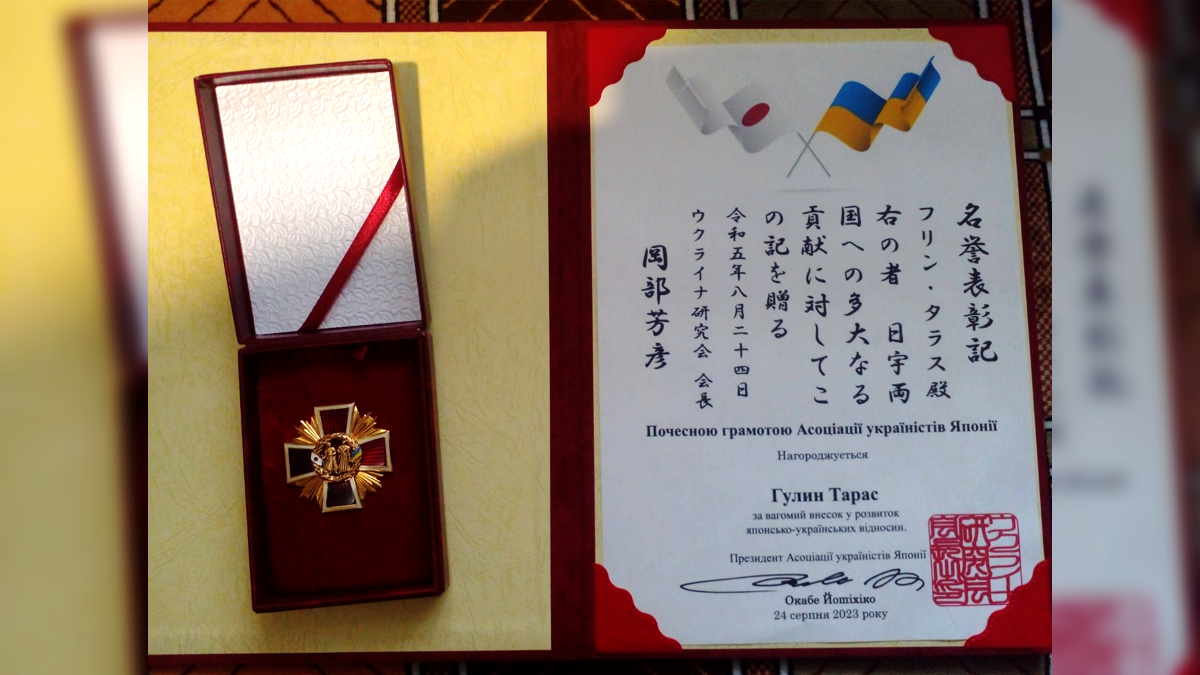 名誉表彰記
フリン・タラス殿
右の者 日宇両
国への多大なる
貢献に対してこ
の記を贈る
令和五年八月二十四日
ウクライナ研究会 会長
岡部芳彦
Почесною грамотою Асоціації україністів Японії
Нагороджується
Гулин Тарас
за вагомий внесок у розвиток
японсько-українських відносин.
Президент Асоціації україністів Японії
Окабе Йошіхіко
24 серпня 2023 року